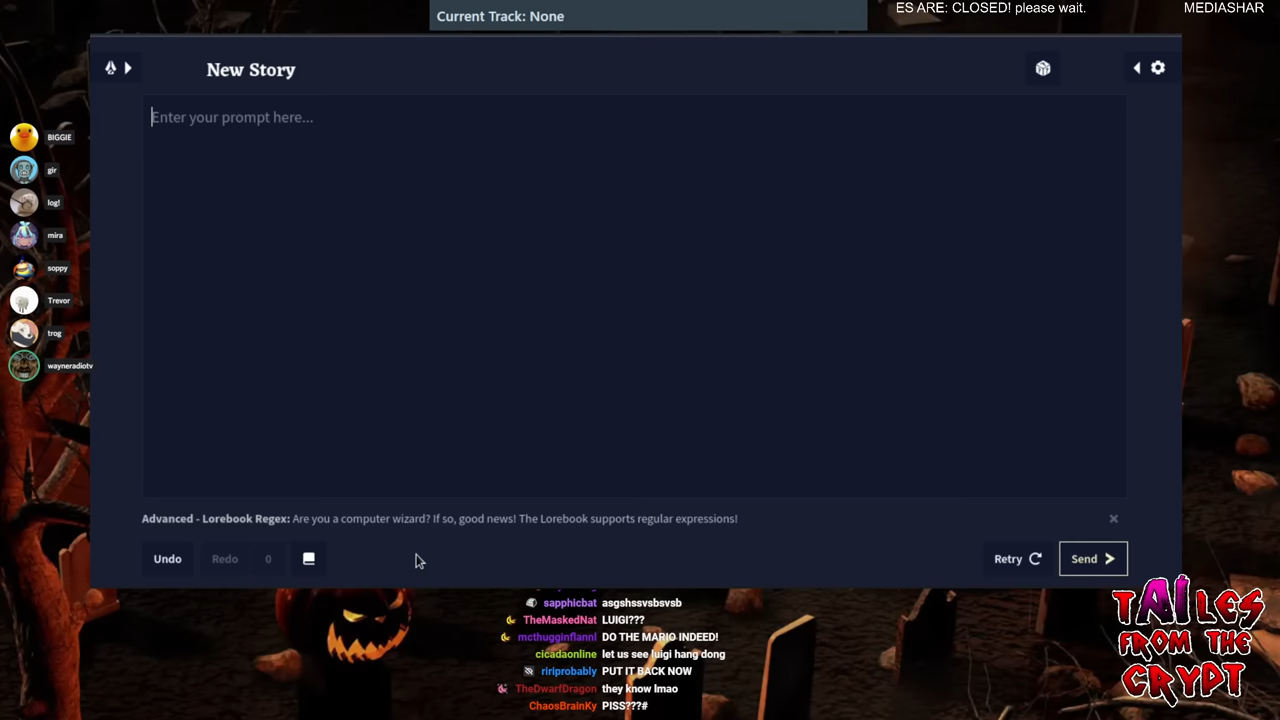 Current Track: None
ES ARE: CLOSED! please wait.
MEDIASHAR
New Story
Enter your prompt here...
BIGGIE
gir
log!
mira
soppy
Trevor
trog
wayneradiotv
Advanced - Lorebook Regex: Are you a computer wizard? If so, good news! The Lorebook supports regular expressions!
Undo
Redo
0
Retry
Send
sapphicbat asgshssvsbsvsb
TheMaskedNat LUIGI???
mcthugginflannl DO THE MARIO INDEED!
cicadaonline let us see luigi hang dong
ririprobably PUT IT BACK NOW
TheDwarfDragon they know lmao
ChaosBrainKy PISS???#
TAILES
FROM THE
CRYPT